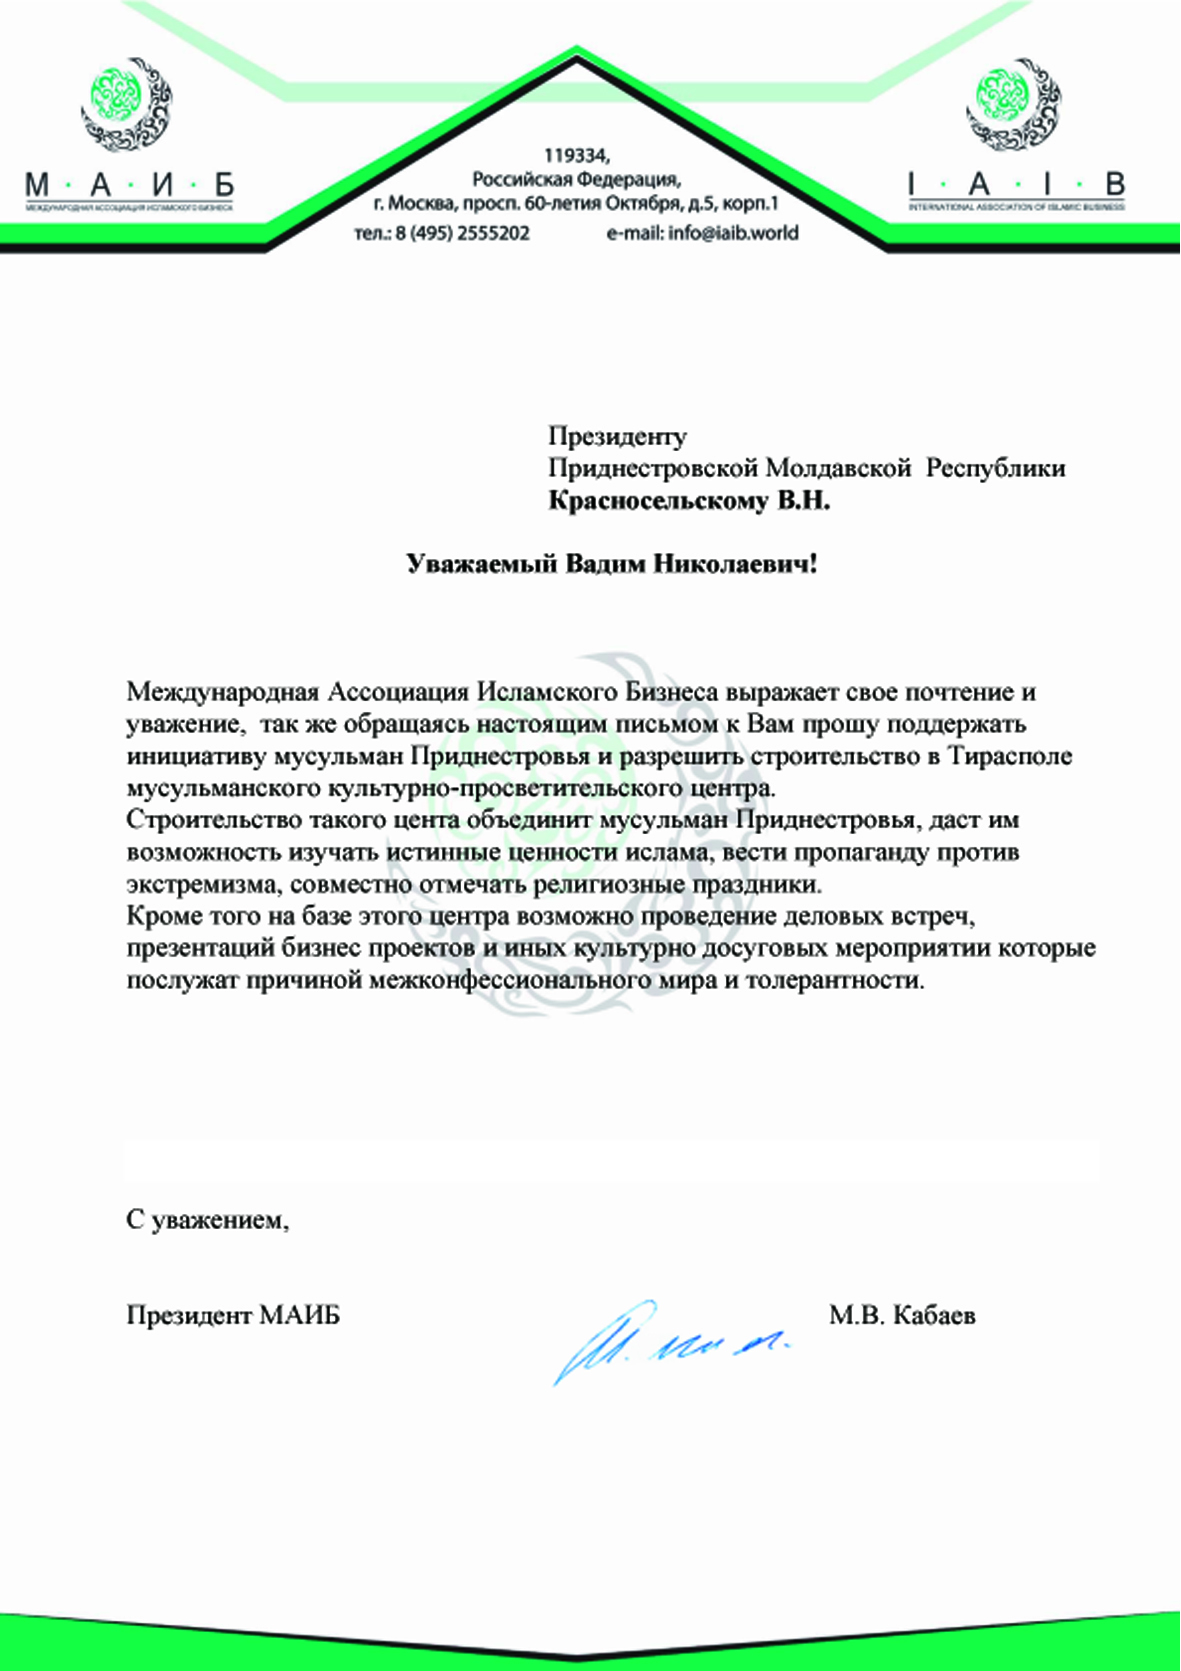 М · А · И · Б
МЕЖДУНАРОДНАЯ АССОЦИАЦИЯ ИСЛАМСКОГО БИЗНЕСА
119334,
Российская Федерация,
г. Москва, просп. 60-летия Октября, д.5, корп.1
тел.: 8 (495) 2555202 e-mail: info@iaib.world
I · A · I · B
INTERNATIONAL ASSOCIATION OF ISLAMIC BUSINESS
Президенту
Приднестровской Молдавской Республики
Красносельскому В.Н.
Уважаемый Вадим Николаевич!
Международная Ассоциация Исламского Бизнеса выражает свое почтение и
уважение, так же обращаясь настоящим письмом к Вам прошу поддержать
инициативу мусульман Приднестровья и разрешить строительство в Тирасполе
мусульманского культурно-просветительского центра.
Строительство такого цента объединит мусульман Приднестровья, даст им
возможность изучать истинные ценности ислама, вести пропаганду против
экстремизма, совместно отмечать религиозные праздники.
Кроме того на базе этого центра возможно проведение деловых встреч,
презентаций бизнес проектов и иных культурно досуговых мероприятии которые
послужат причиной межконфессионального мира и толерантности.
С уважением,
Президент МАИБ М.В. Кабаев